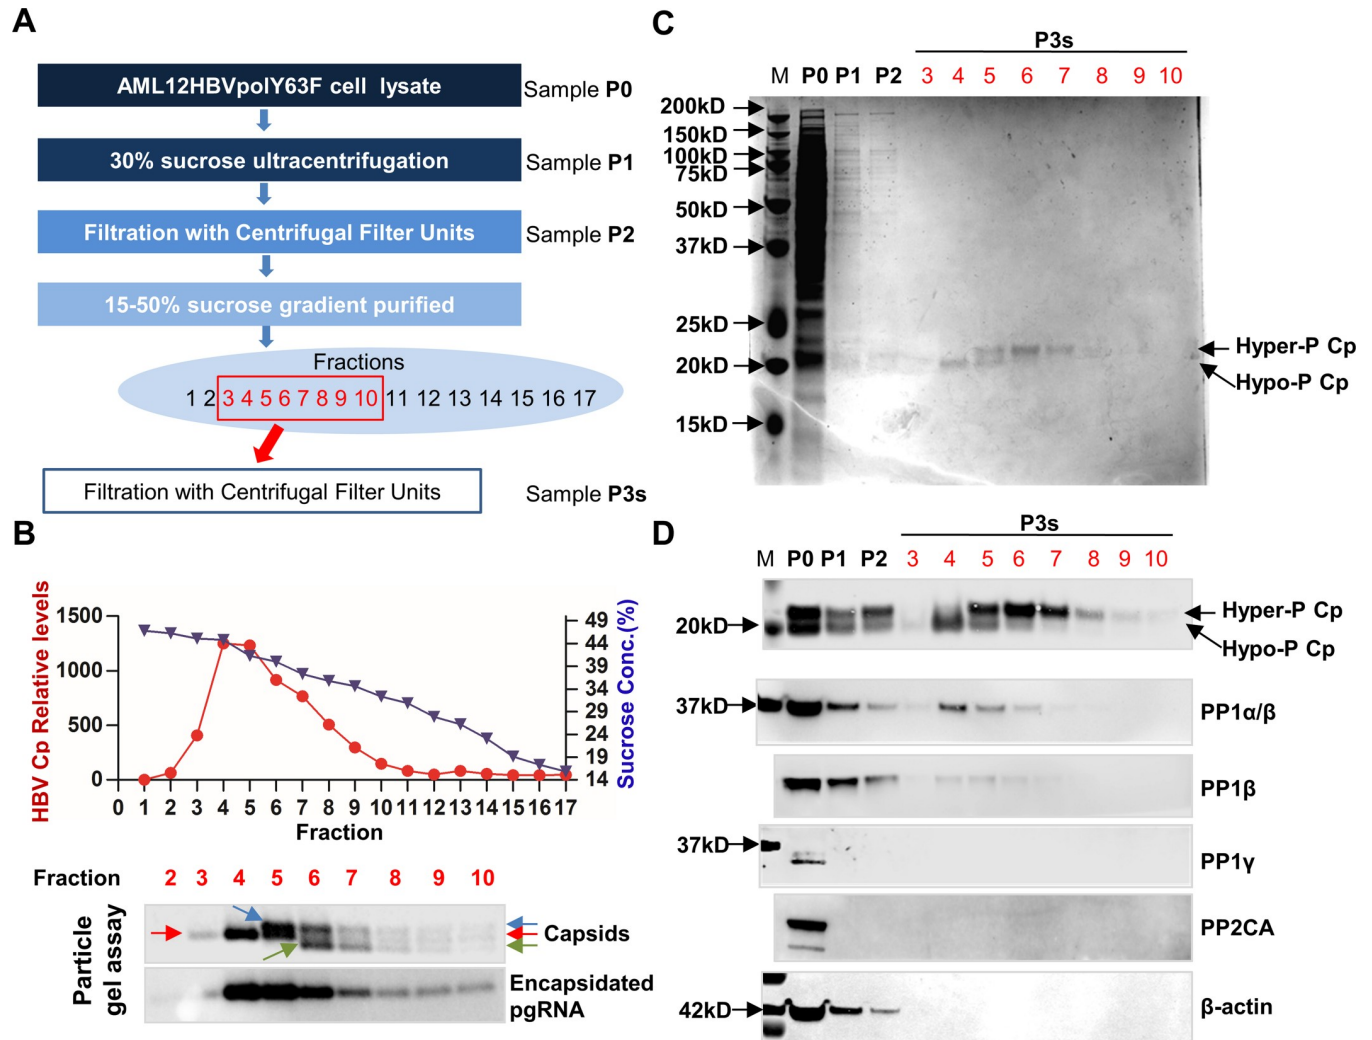 A
AML12HBVpolY63F cell lysate
Sample P0
30% sucrose ultracentrifugation
Sample P1
Filtration with Centrifugal Filter Units
Sample P2
15-50% sucrose gradient purified
Fractions
1 2 3 4 5 6 7 8 9 10 11 12 13 14 15 16 17
Filtration with Centrifugal Filter Units
Sample P3s
B
HBV Cp Relative levels
1500
1000
500
0
Sucrose Conc.(%)
49
44
39
34
29
24
19
14
0 1 2 3 4 5 6 7 8 9 10 11 12 13 14 15 16 17
Fraction
Fraction 2 3 4 5 6 7 8 9 10
Particle
gel assay
Capsids
Encapsidated
pgRNA
C
P3s
M P0 P1 P2 3 4 5 6 7 8 9 10
200kD
150kD
100kD
75kD
50kD
37kD
25kD
20kD
15kD
Hyper-P Cp
Hypo-P Cp
D
P3s
M P0 P1 P2 3 4 5 6 7 8 9 10
20kD
Hyper-P Cp
Hypo-P Cp
37kD
PP1α/β
PP1β
37kD
PP1γ
PP2CA
42kD
β-actin